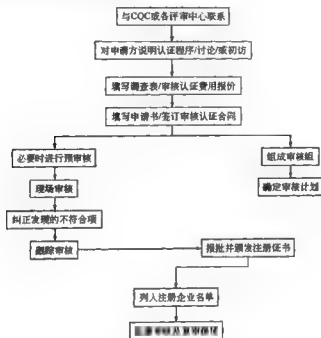 与CQC或各评审中心联系
对申请方说明认证程序/讨论/或初访
填写调查表/审核认证费用报价
填写申请书/签订审核认证合同
必要时进行预审核
组成审核组
现场审核
确定审核计划
纠正发现的不符合项
跟踪审核
报批并颁发注册证书
列入注册企业名单